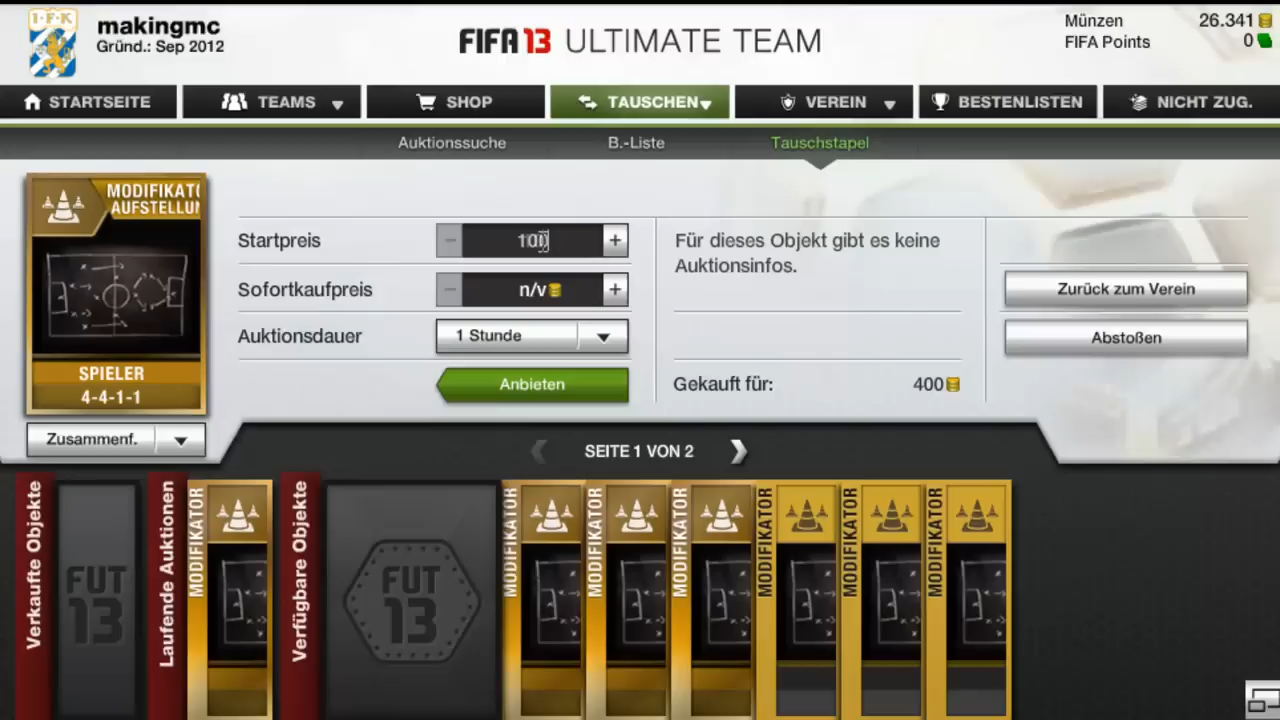 I-F-K
makingmc
Gründ.: Sep 2012
FIFA 13 ULTIMATE TEAM
Münzen 26.341
FIFA Points 0
STARTSEITE TEAMS SHOP TAUSCHEN VEREIN BESTENLISTEN NICHT ZUG.
Auktionssuche B.-Liste Tauschstapel
MODIFIKAT
AUFSTELLUN
SPIELER
4-4-1-1
Zusammenf.
Startpreis 100
Sofortkaufpreis n/v
Auktionsdauer 1 Stunde
Anbieten
Für dieses Objekt gibt es keine
Auktionsinfos.
Gekauft für: 400
Zurück zum Verein
Abstoßen
SEITE 1 VON 2
Verkaufte Objekte
FUT
13
Laufende Auktionen
MODIFIKATOR
Verfügbare Objekte
FUT
13
MODIFIKATOR
MODIFIKATOR
MODIFIKATOR
MODIFIKATOR
MODIFIKATOR
MODIFIKATOR